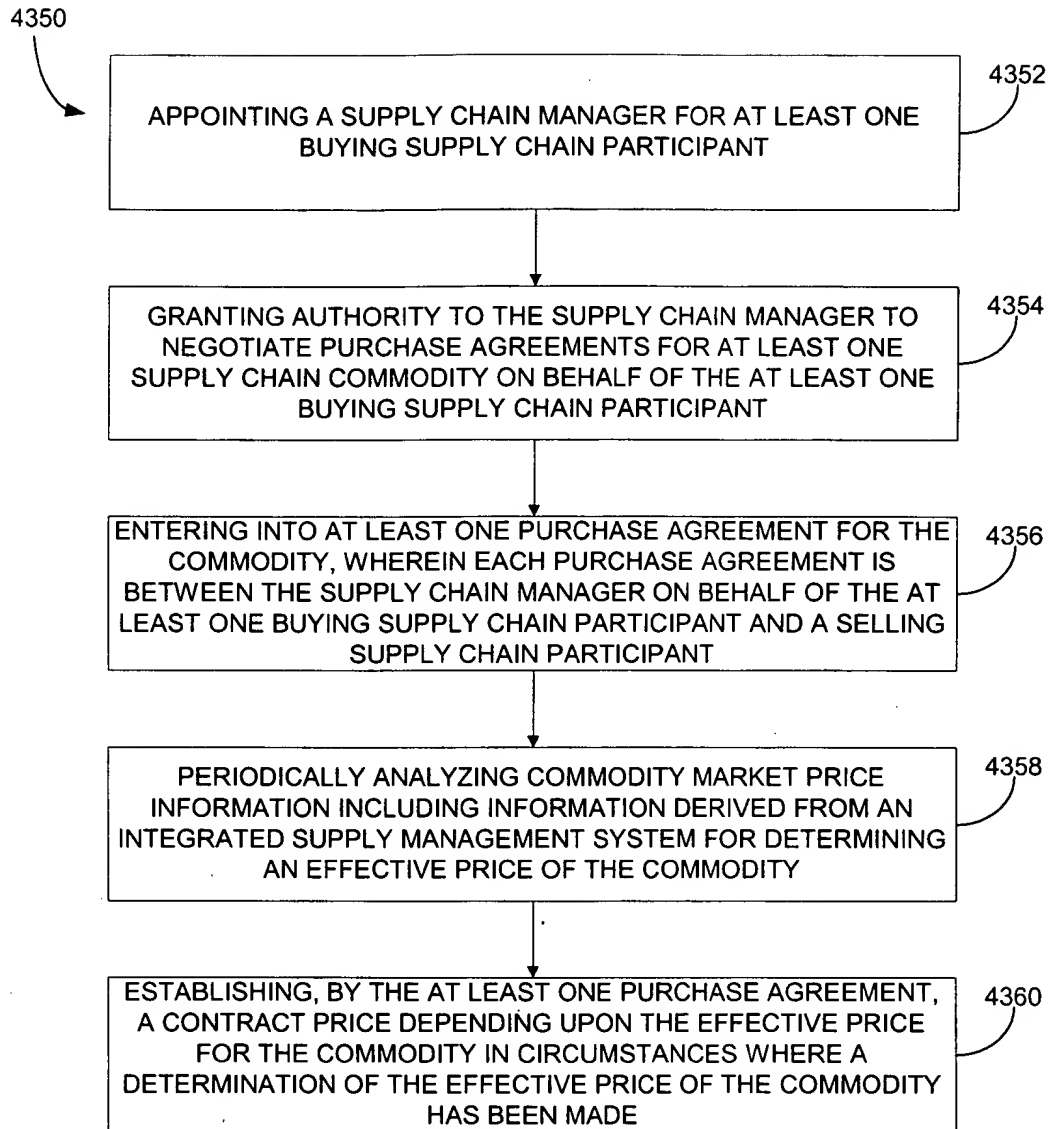 4350
4352
APPOINTING A SUPPLY CHAIN MANAGER FOR AT LEAST ONE
BUYING SUPPLY CHAIN PARTICIPANT
4354
GRANTING AUTHORITY TO THE SUPPLY CHAIN MANAGER TO
NEGOTIATE PURCHASE AGREEMENTS FOR AT LEAST ONE
SUPPLY CHAIN COMMODITY ON BEHALF OF THE AT LEAST ONE
BUYING SUPPLY CHAIN PARTICIPANT
4356
ENTERING INTO AT LEAST ONE PURCHASE AGREEMENT FOR THE
COMMODITY, WHEREIN EACH PURCHASE AGREEMENT IS
BETWEEN THE SUPPLY CHAIN MANAGER ON BEHALF OF THE AT
LEAST ONE BUYING SUPPLY CHAIN PARTICIPANT AND A SELLING
SUPPLY CHAIN PARTICIPANT
4358
PERIODICALLY ANALYZING COMMODITY MARKET PRICE
INFORMATION INCLUDING INFORMATION DERIVED FROM AN
INTEGRATED SUPPLY MANAGEMENT SYSTEM FOR DETERMINING
AN EFFECTIVE PRICE OF THE COMMODITY
4360
ESTABLISHING, BY THE AT LEAST ONE PURCHASE AGREEMENT,
A CONTRACT PRICE DEPENDING UPON THE EFFECTIVE PRICE
FOR THE COMMODITY IN CIRCUMSTANCES WHERE A
DETERMINATION OF THE EFFECTIVE PRICE OF THE COMMODITY
HAS BEEN MADE